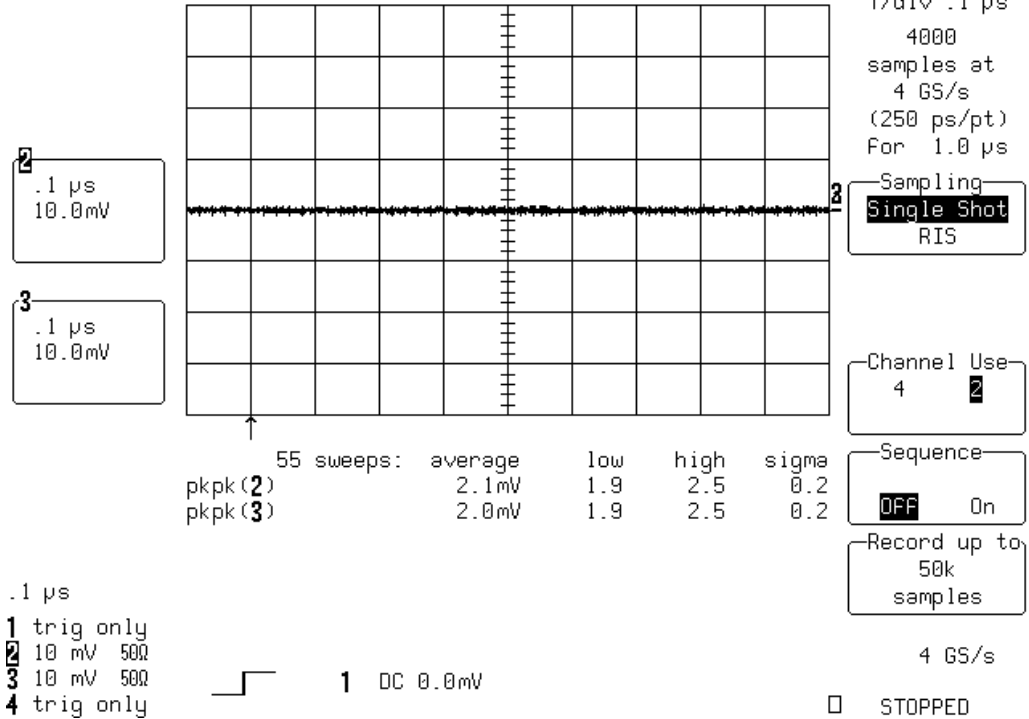 T/div .1 µs
4000
samples at
4 GS/s
(250 ps/pt)
for 1.0 µs
2
.1 µs
10.0mV
3
.1 µs
10.0mV
Sampling
Single Shot
RIS
Channel Use
4 2
Sequence
OFF On
Record up to
50k
samples
55 sweeps: average low high sigma
pkpk(2) 2.1mV 1.9 2.5 0.2
pkpk(3) 2.0mV 1.9 2.5 0.2
.1 µs
1 trig only
2 10 mV 50Ω
3 10 mV 50Ω
4 trig only
1 DC 0.0mV
4 GS/s
STOPPED